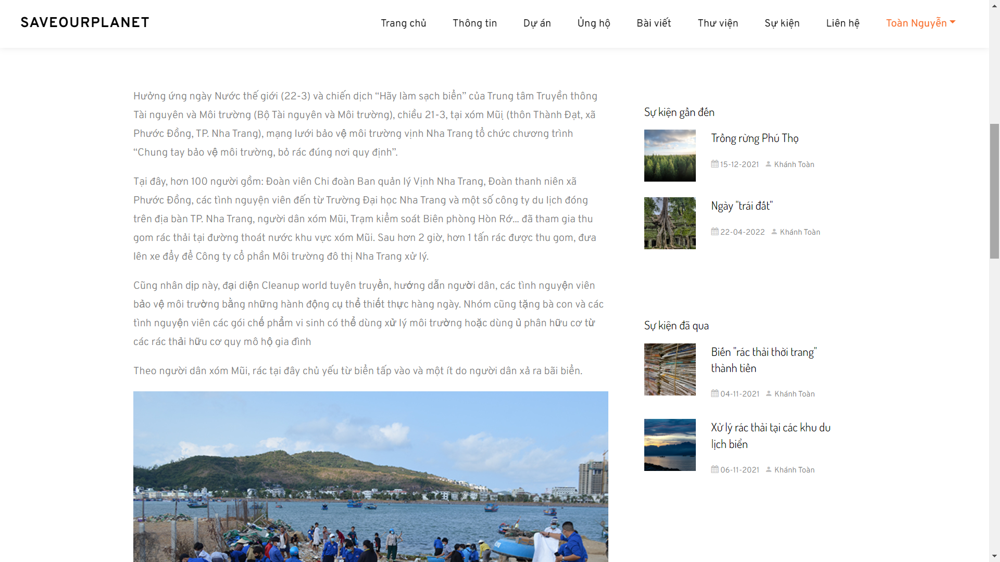 SAVEOURPLANET
Trang chủ
Thông tin
Dự án
Ủng hộ
Bài viết
Thư viện
Sự kiện
Liên hệ
Toàn Nguyễn
Hưởng ứng ngày Nước thế giới (22-3) và chiến dịch “Hãy làm sạch biển” của Trung tâm Truyền thông
Tài nguyên và Môi trường (Bộ Tài nguyên và Môi trường), chiều 21-3, tại xóm Mũi (thôn Thành Đạt, xã
Phước Đồng, TP. Nha Trang), mạng lưới bảo vệ môi trường vịnh Nha Trang tổ chức chương trình
“Chung tay bảo vệ môi trường, bỏ rác đúng nơi quy định”.
Tại đây, hơn 100 người gồm: Đoàn viên Chi đoàn Ban quản lý Vịnh Nha Trang, Đoàn thanh niên xã
Phước Đồng, các tình nguyện viên đến từ Trường Đại học Nha Trang và một số công ty du lịch đóng
trên địa bàn TP. Nha Trang, người dân xóm Mũi, Trạm kiểm soát Biên phòng Hòn Rớ... đã tham gia thu
gom rác thải tại đường thoát nước khu vực xóm Mũi. Sau hơn 2 giờ, hơn 1 tấn rác được thu gom, đưa
lên xe đẩy để Công ty cổ phần Môi trường đô thị Nha Trang xử lý.
Cũng nhân dịp này, đại diện Cleanup world tuyên truyền, hướng dẫn người dân, các tình nguyện viên
bảo vệ môi trường bằng những hành động cụ thể thiết thực hàng ngày. Nhóm cũng tặng bà con và các
tình nguyện viên các gói chế phẩm vi sinh có thể dùng xử lý môi trường hoặc dùng ủ phân hữu cơ từ
các rác thải hữu cơ quy mô hộ gia đình
Theo người dân xóm Mũi, rác tại đây chủ yếu từ biển tấp vào và một ít do người dân xả ra bãi biển.
Sự kiện gần đến
Trồng rừng Phú Thọ
15-12-2021 Khánh Toàn
Ngày "trái đất"
22-04-2022 Khánh Toàn
Sự kiện đã qua
Biến "rác thải thời trang"
thành tiền
04-11-2021 Khánh Toàn
Xử lý rác thải tại các khu du
lịch biển
06-11-2021 Khánh Toàn